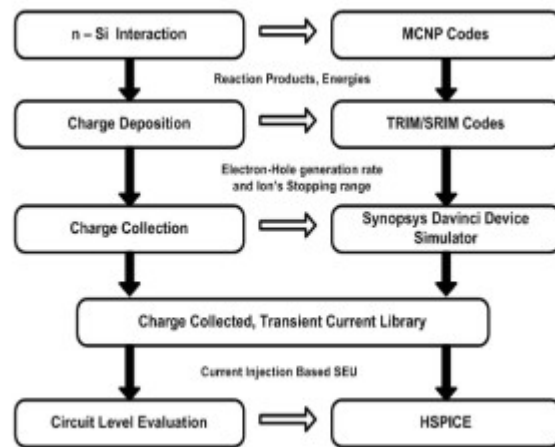 n – Si Interaction
MCNP Codes
Reaction Products, Energies
Charge Deposition
TRIM/SRIM Codes
Electron-Hole generation rate
and Ion's Stopping range
Charge Collection
Synopsys Davinci Device
Simulator
Charge Collected, Transient Current Library
Current Injection Based SEU
Circuit Level Evaluation
HSPICE